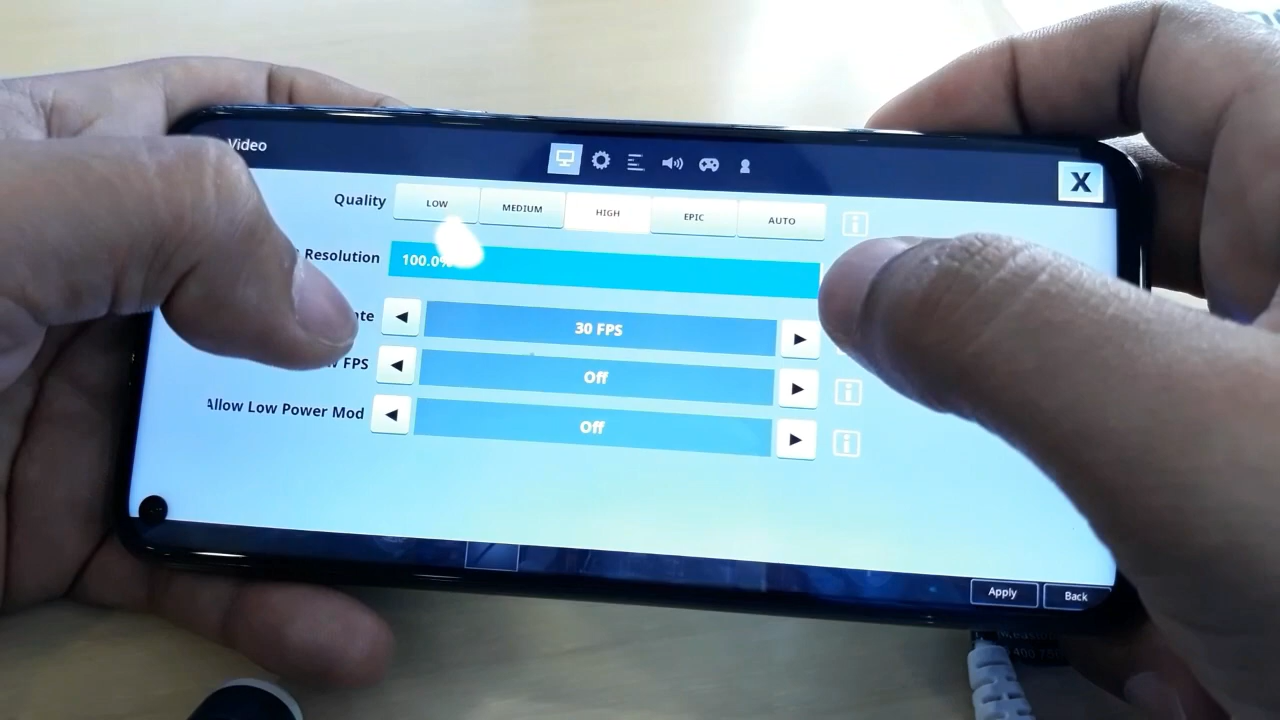 Video
X
Quality LOW MEDIUM HIGH EPIC AUTO
Resolution 100.0%
30 FPS
FPS Off
Allow Low Power Mod Off
Apply Back